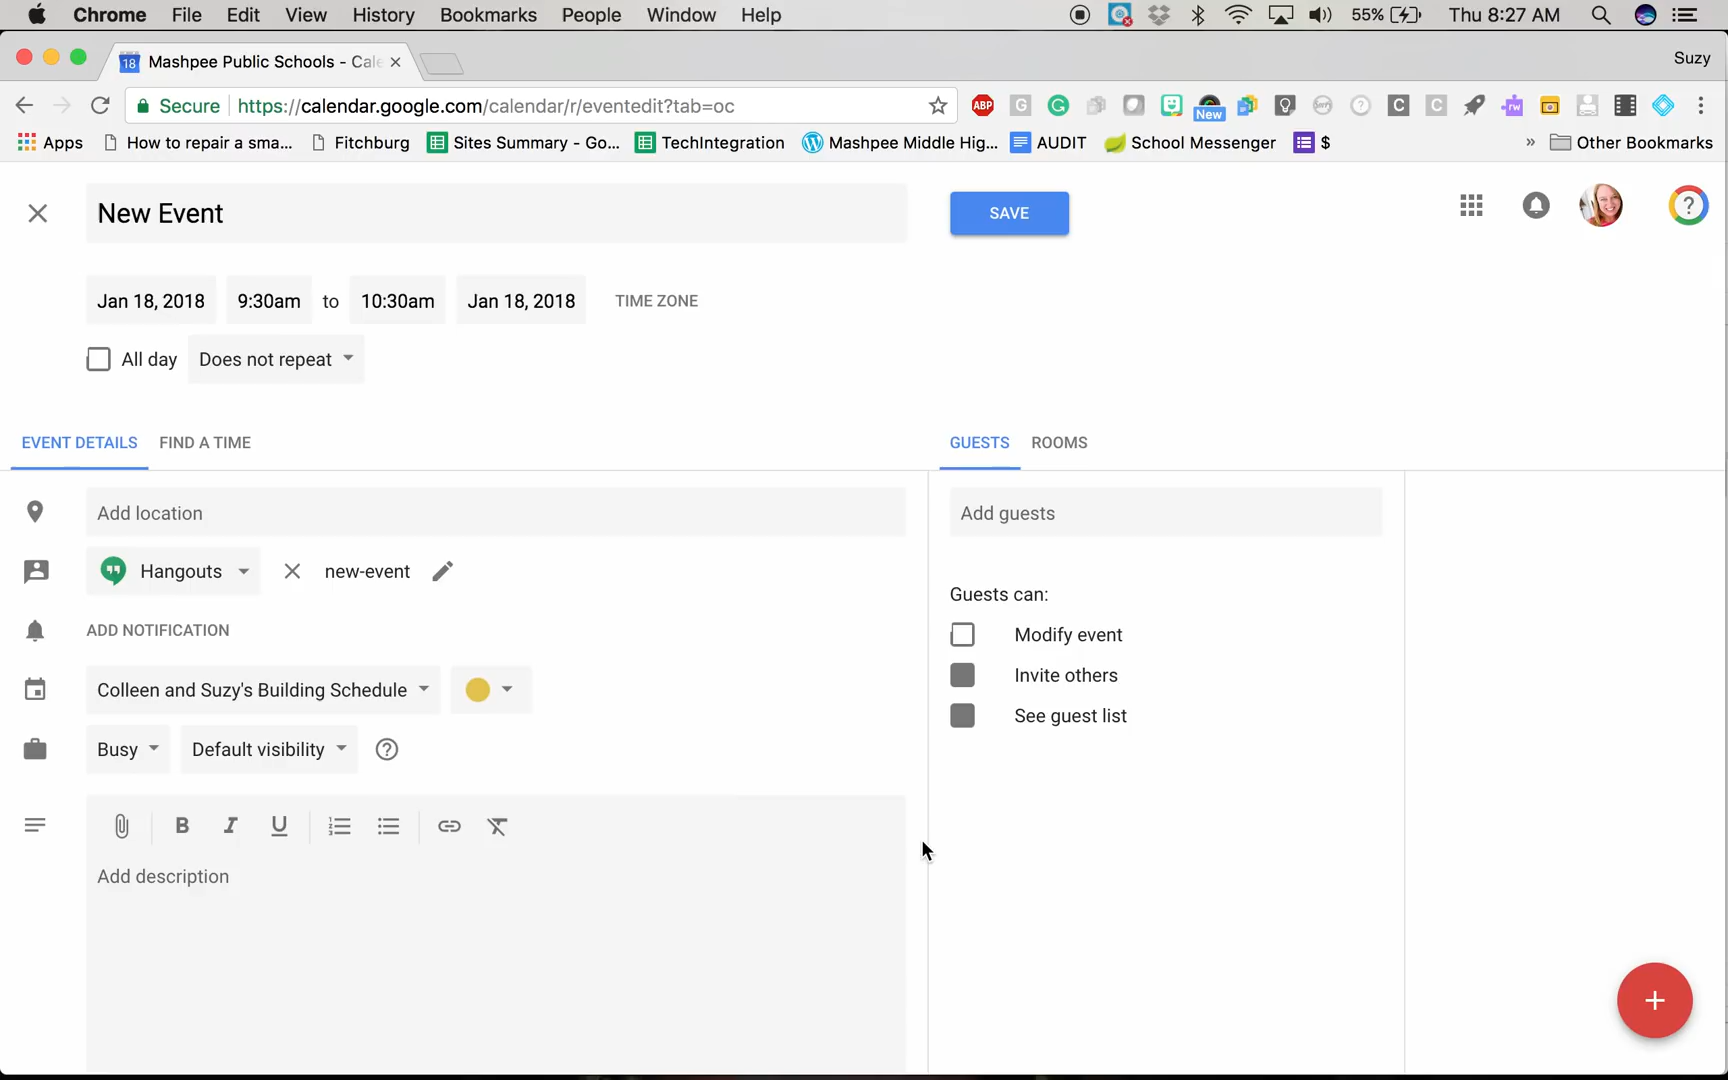 Chrome File Edit View History Bookmarks People Window Help 55% Thu 8:27 AM
18 Mashpee Public Schools - Cale Suzy
Secure https://calendar.google.com/calendar/r/eventedit?tab=oc ABP G G New rw C C
Apps How to repair a sma... Fitchburg Sites Summary - Go... TechIntegration Mashpee Middle Hig... AUDIT School Messenger $ » Other Bookmarks
New Event SAVE
Jan 18, 2018 9:30am to 10:30am Jan 18, 2018 TIME ZONE
All day Does not repeat
EVENT DETAILS FIND A TIME GUESTS ROOMS
Add location Add guests
Hangouts new-event
Guests can:
ADD NOTIFICATION Modify event
Invite others
Colleen and Suzy's Building Schedule
See guest list
Busy Default visibility
B I U
Add description